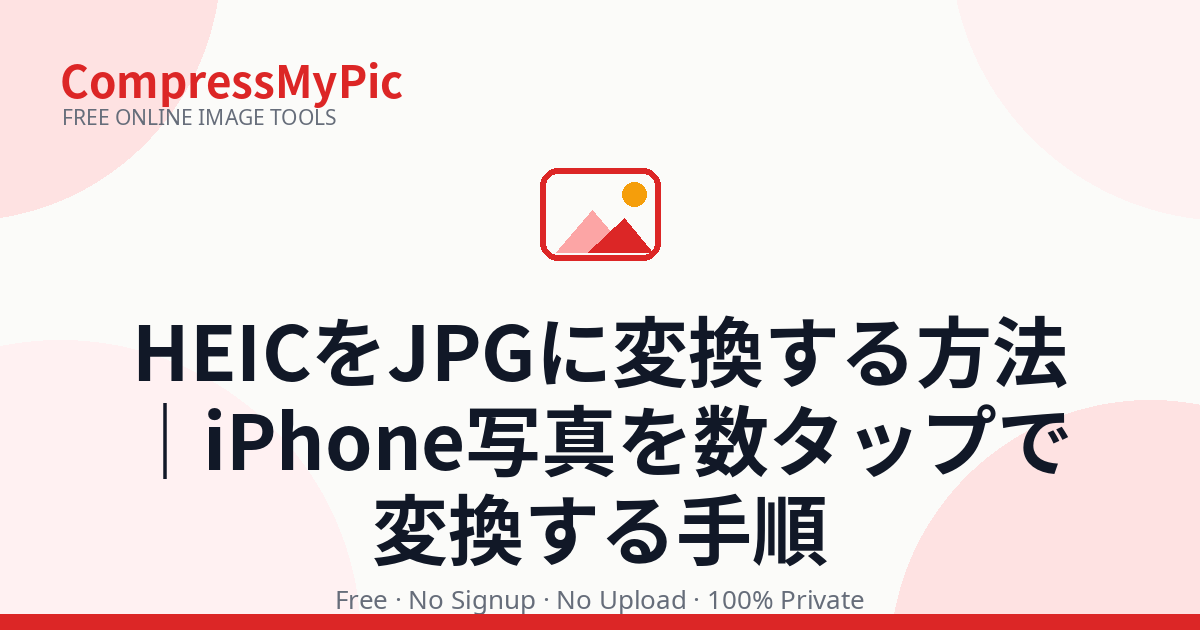 CompressMyPic
FREE ONLINE IMAGE TOOLS
HEICをJPGに変換する方法
｜iPhone写真を数タップで
変換する手順
Free · No Signup · No Upload · 100% Private